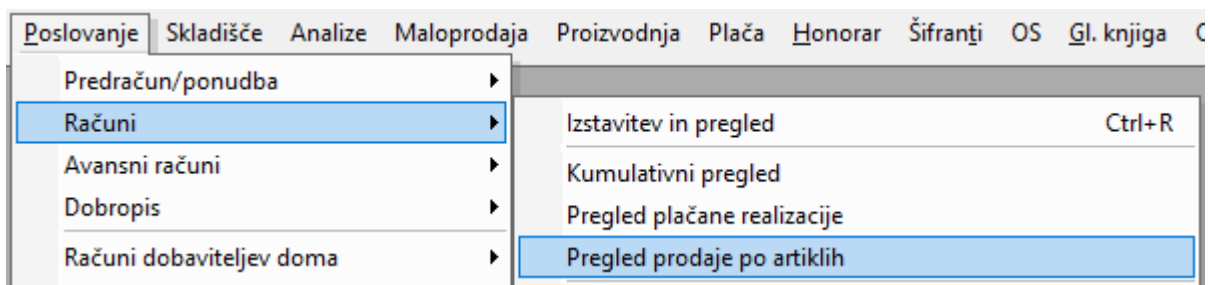 Poslovanje Skladišče Analize Maloprodaja Proizvodnja Plača Honorar Šifranti OS Gl. knjiga
Predračun/ponudba
Računi
Avansni računi
Dobropis
Računi dobaviteljev doma
Izstavitev in pregled Ctrl+R
Kumulativni pregled
Pregled plačane realizacije
Pregled prodaje po artiklih